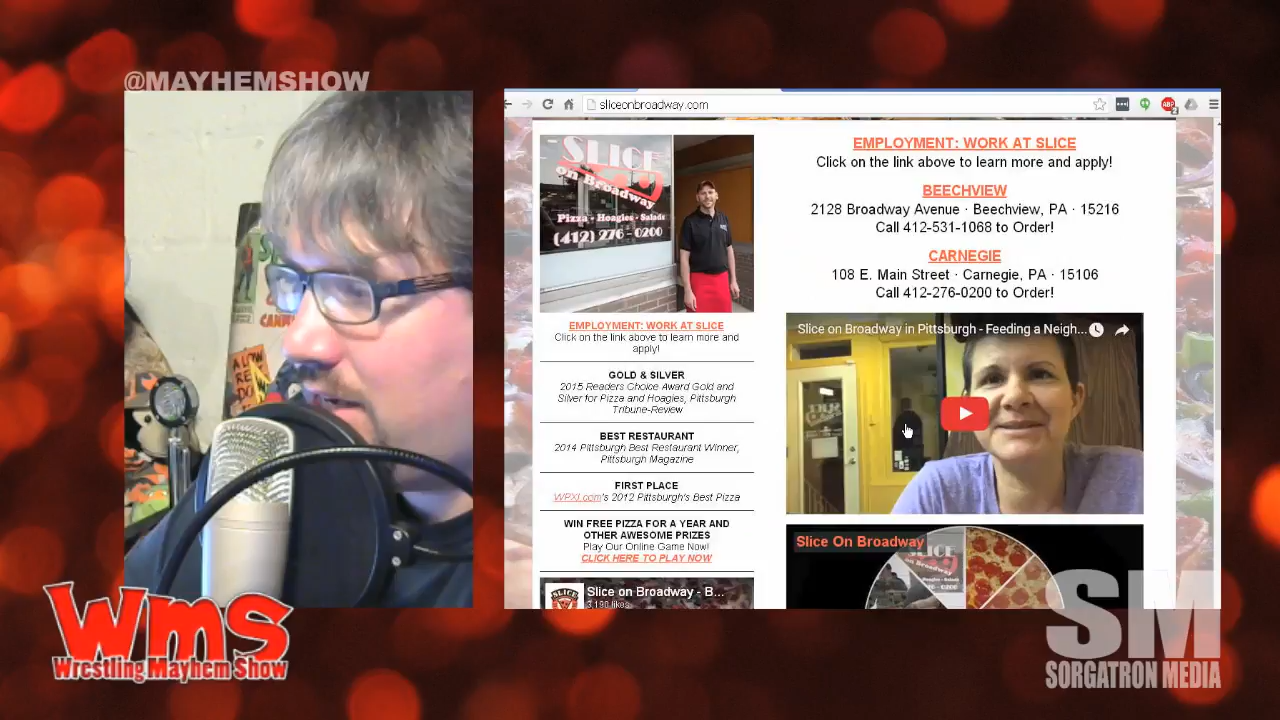 @MAYHEMSHOW
sliceonbroadway.com
SLICE
on Broadway
Pizza - Hoagies - Salads
(412) 276 - 0200
EMPLOYMENT: WORK AT SLICE
Click on the link above to learn more and
apply!
GOLD & SILVER
2015 Readers Choice Award Gold and
Silver for Pizza and Hoagies, Pittsburgh
Tribune-Review
BEST RESTAURANT
2014 Pittsburgh Best Restaurant Winner,
Pittsburgh Magazine
FIRST PLACE
WPXI.com's 2012 Pittsburgh's Best Pizza
WIN FREE PIZZA FOR A YEAR AND
OTHER AWESOME PRIZES
Play Our Online Game Now!
CLICK HERE TO PLAY NOW
SLICE
Slice on Broadway - B...
3,190 likes
EMPLOYMENT: WORK AT SLICE
Click on the link above to learn more and apply!
BEECHVIEW
2128 Broadway Avenue · Beechview, PA · 15216
Call 412-531-1068 to Order!
CARNEGIE
108 E. Main Street · Carnegie, PA · 15106
Call 412-276-0200 to Order!
Slice on Broadway in Pittsburgh - Feeding a Neigh...
Slice On Broadway
SLICE
on Broadway
WMS
Wrestling Mayhem Show
SM
SORGATRON MEDIA